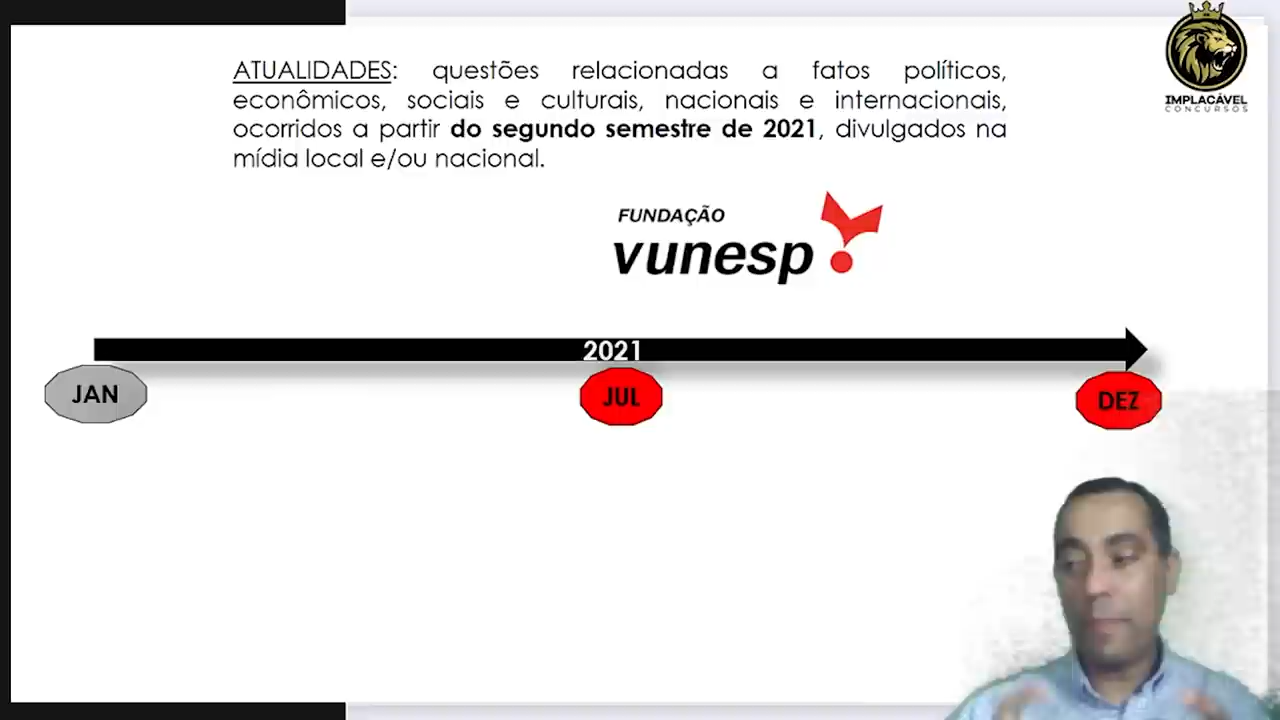 IMPLACÁVEL
CONCURSOS
ATUALIDADES: questões relacionadas a fatos políticos,
econômicos, sociais e culturais, nacionais e internacionais,
ocorridos a partir do segundo semestre de 2021, divulgados na
mídia local e/ou nacional.
FUNDAÇÃO
vunesp
2021
JAN
JUL
DEZ